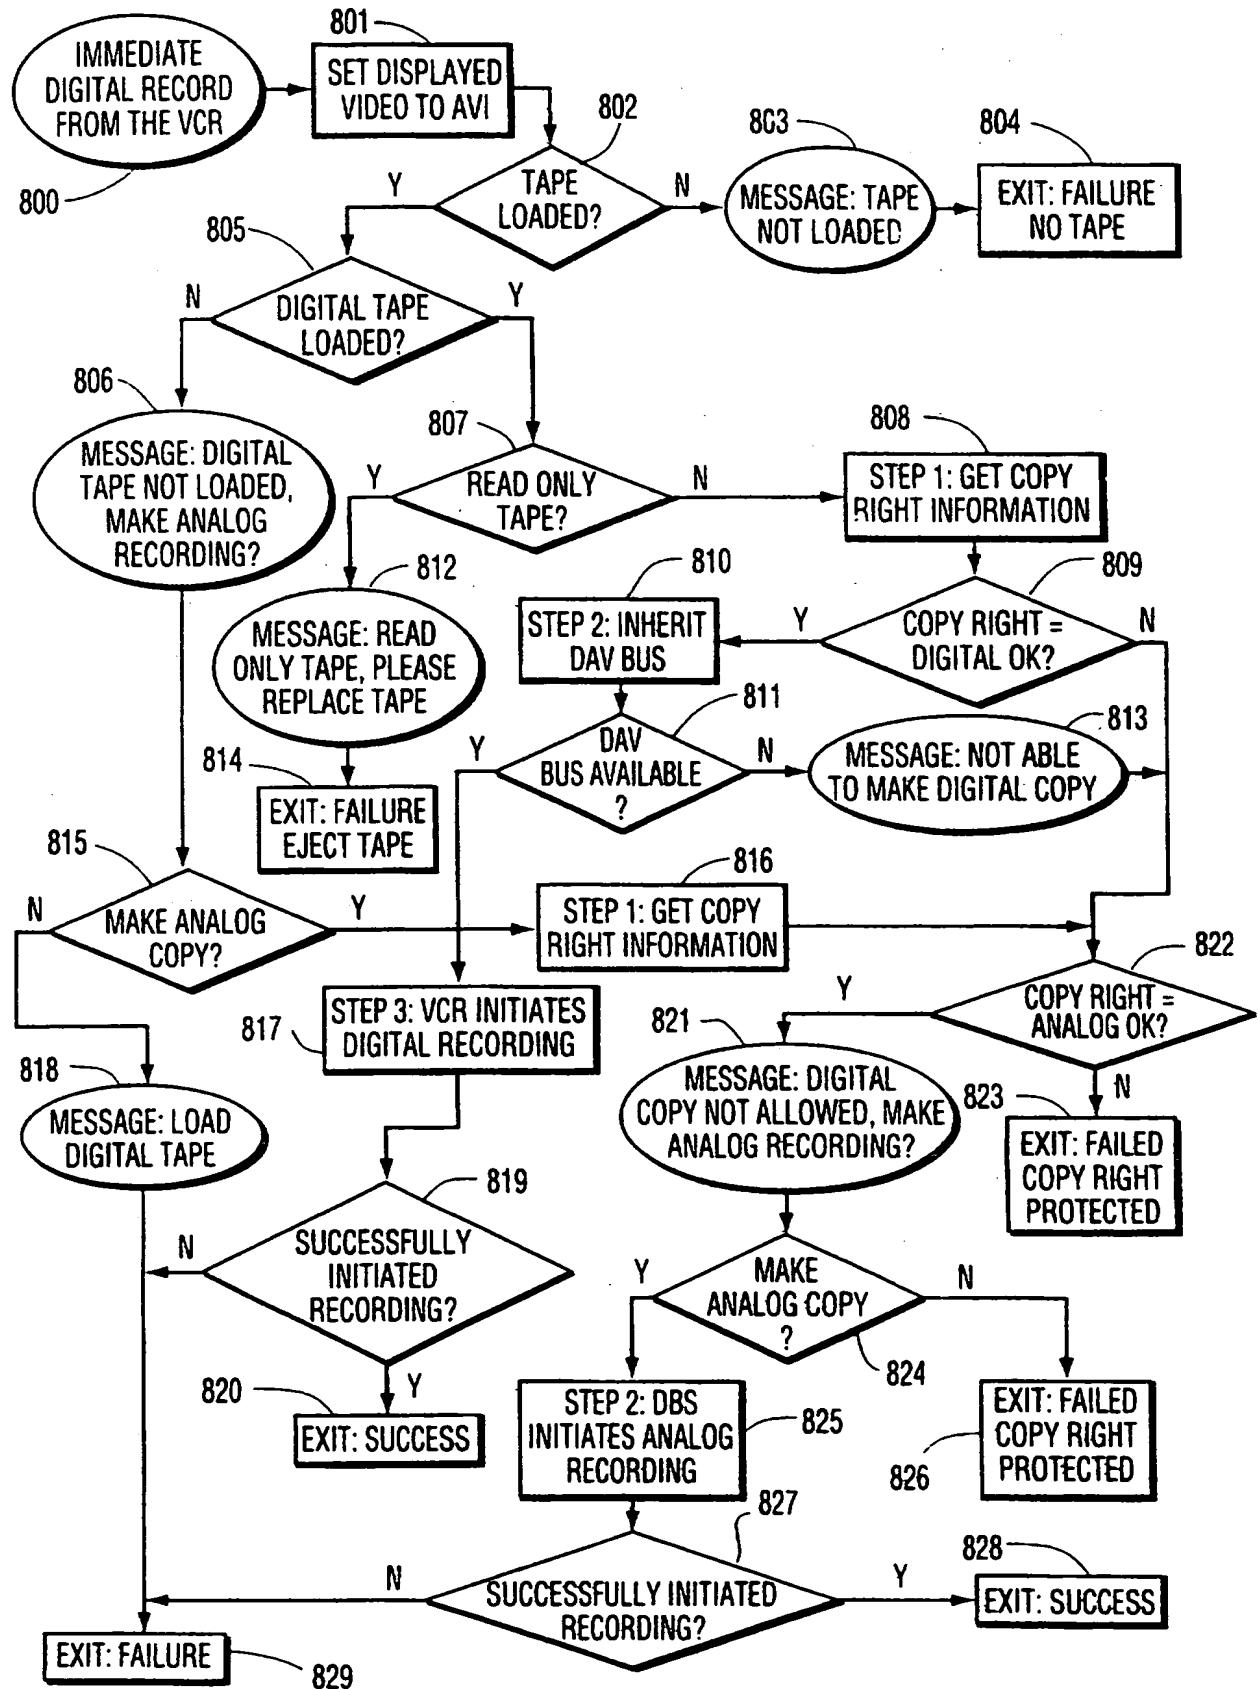 IMMEDIATE
DIGITAL RECORD
FROM THE VCR
800
801
SET DISPLAYED
VIDEO TO AVI
802
TAPE
LOADED?
Y
N
803
MESSAGE: TAPE
NOT LOADED
804
EXIT: FAILURE
NO TAPE
805
DIGITAL TAPE
LOADED?
N
Y
806
MESSAGE: DIGITAL
TAPE NOT LOADED,
MAKE ANALOG
RECORDING?
807
READ ONLY
TAPE?
Y
N
808
STEP 1: GET COPY
RIGHT INFORMATION
809
COPY RIGHT =
DIGITAL OK?
Y
N
810
STEP 2: INHERIT
DAV BUS
811
DAV
BUS AVAILABLE
?
Y
N
812
MESSAGE: READ
ONLY TAPE, PLEASE
REPLACE TAPE
813
MESSAGE: NOT ABLE
TO MAKE DIGITAL COPY
814
EXIT: FAILURE
EJECT TAPE
815
MAKE ANALOG
COPY?
N
Y
816
STEP 1: GET COPY
RIGHT INFORMATION
817
STEP 3: VCR INITIATES
DIGITAL RECORDING
822
COPY RIGHT =
ANALOG OK?
Y
N
818
MESSAGE: LOAD
DIGITAL TAPE
821
MESSAGE: DIGITAL
COPY NOT ALLOWED, MAKE
ANALOG RECORDING?
823
EXIT: FAILED
COPY RIGHT
PROTECTED
819
SUCCESSFULLY
INITIATED
RECORDING?
N
Y
820
EXIT: SUCCESS
MAKE
ANALOG COPY
?
Y
N
824
STEP 2: DBS
INITIATES ANALOG
RECORDING
825
EXIT: FAILED
COPY RIGHT
PROTECTED
826
827
SUCCESSFULLY INITIATED
RECORDING?
N
Y
828
EXIT: SUCCESS
EXIT: FAILURE
829